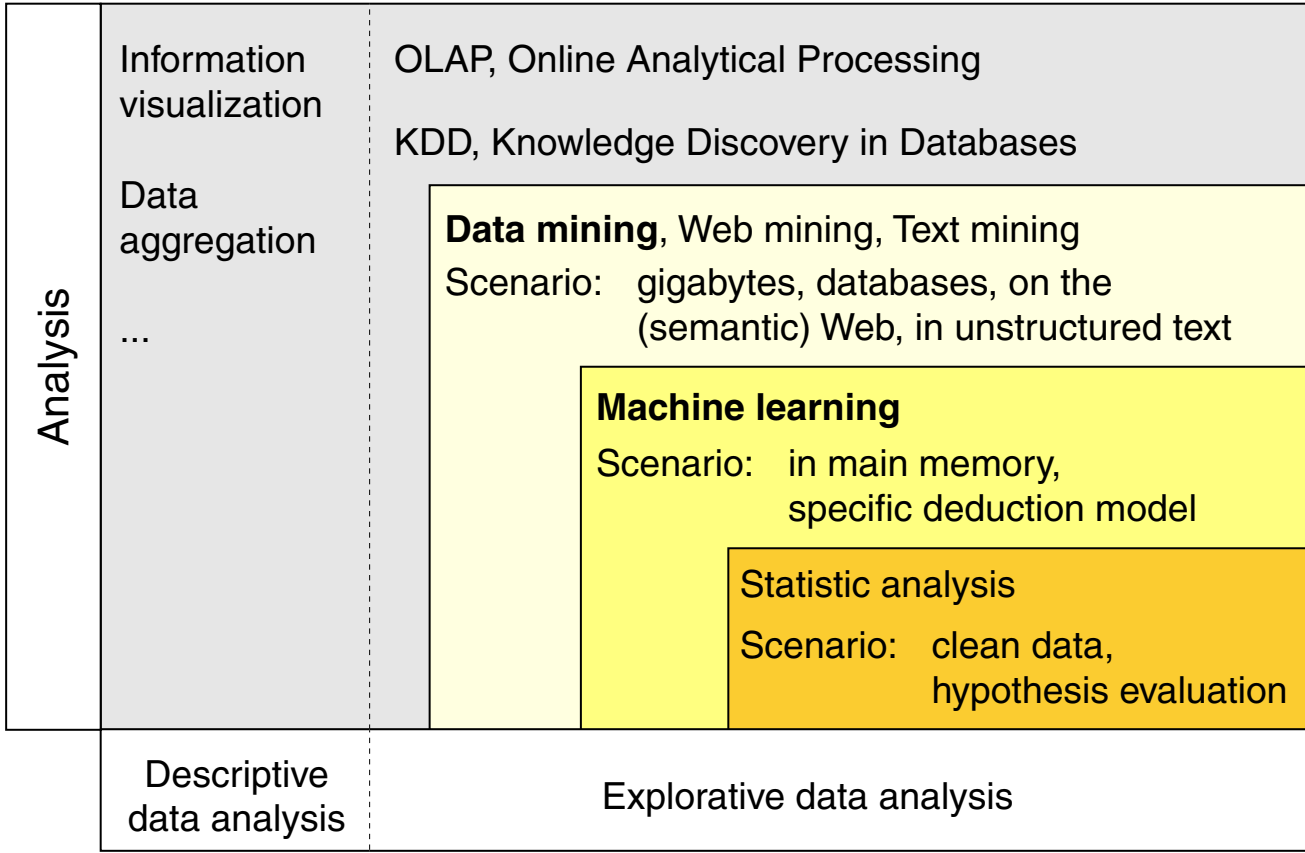 Analysis
Information
visualization
Data
aggregation
...
OLAP, Online Analytical Processing
KDD, Knowledge Discovery in Databases
Data mining, Web mining, Text mining
Scenario: gigabytes, databases, on the
(semantic) Web, in unstructured text
Machine learning
Scenario: in main memory,
specific deduction model
Statistic analysis
Scenario: clean data,
hypothesis evaluation
Descriptive
data analysis
Explorative data analysis